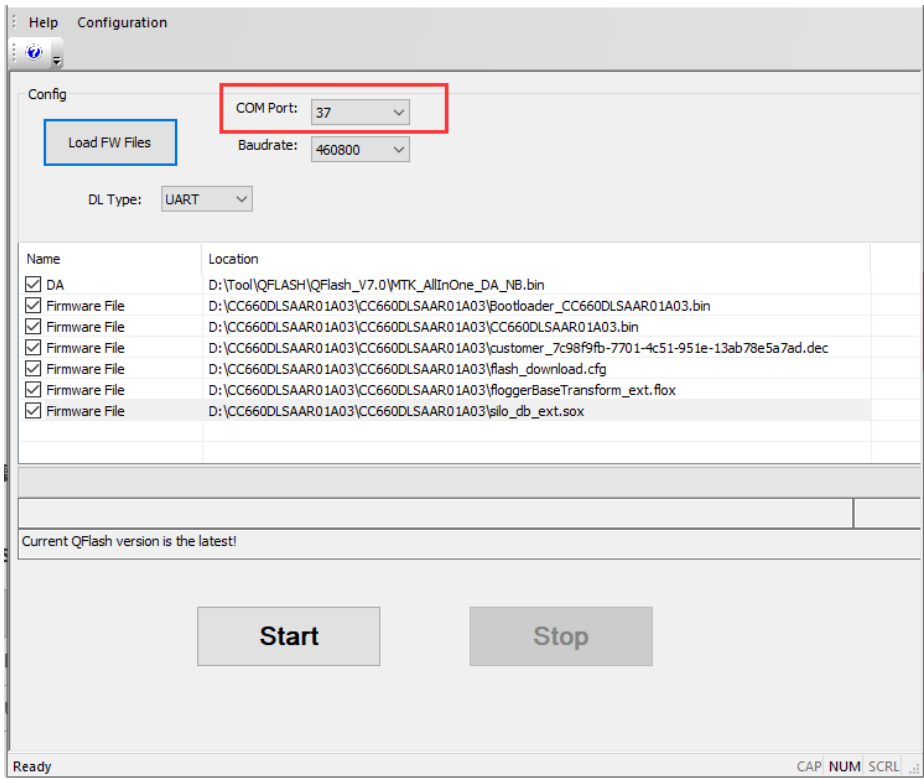 Help Configuration
Config
COM Port: 37
Load FW Files
Baudrate: 460800
DL Type: UART
Name Location
DA D:\Tool\QFLASH\QFlash_V7.0\MTK_AllInOne_DA_NB.bin
Firmware File D:\CC660DLSAAR01A03\CC660DLSAAR01A03\Bootloader_CC660DLSAAR01A03.bin
Firmware File D:\CC660DLSAAR01A03\CC660DLSAAR01A03\CC660DLSAAR01A03.bin
Firmware File D:\CC660DLSAAR01A03\CC660DLSAAR01A03\customer_7c98f9fb-7701-4c51-951e-13ab78e5a7ad.dec
Firmware File D:\CC660DLSAAR01A03\CC660DLSAAR01A03\flash_download.cfg
Firmware File D:\CC660DLSAAR01A03\CC660DLSAAR01A03\floggerBaseTransform_ext.flox
Firmware File D:\CC660DLSAAR01A03\CC660DLSAAR01A03\silo_db_ext.sox
Current QFlash version is the latest!
Start Stop
Ready CAP NUM SCRL